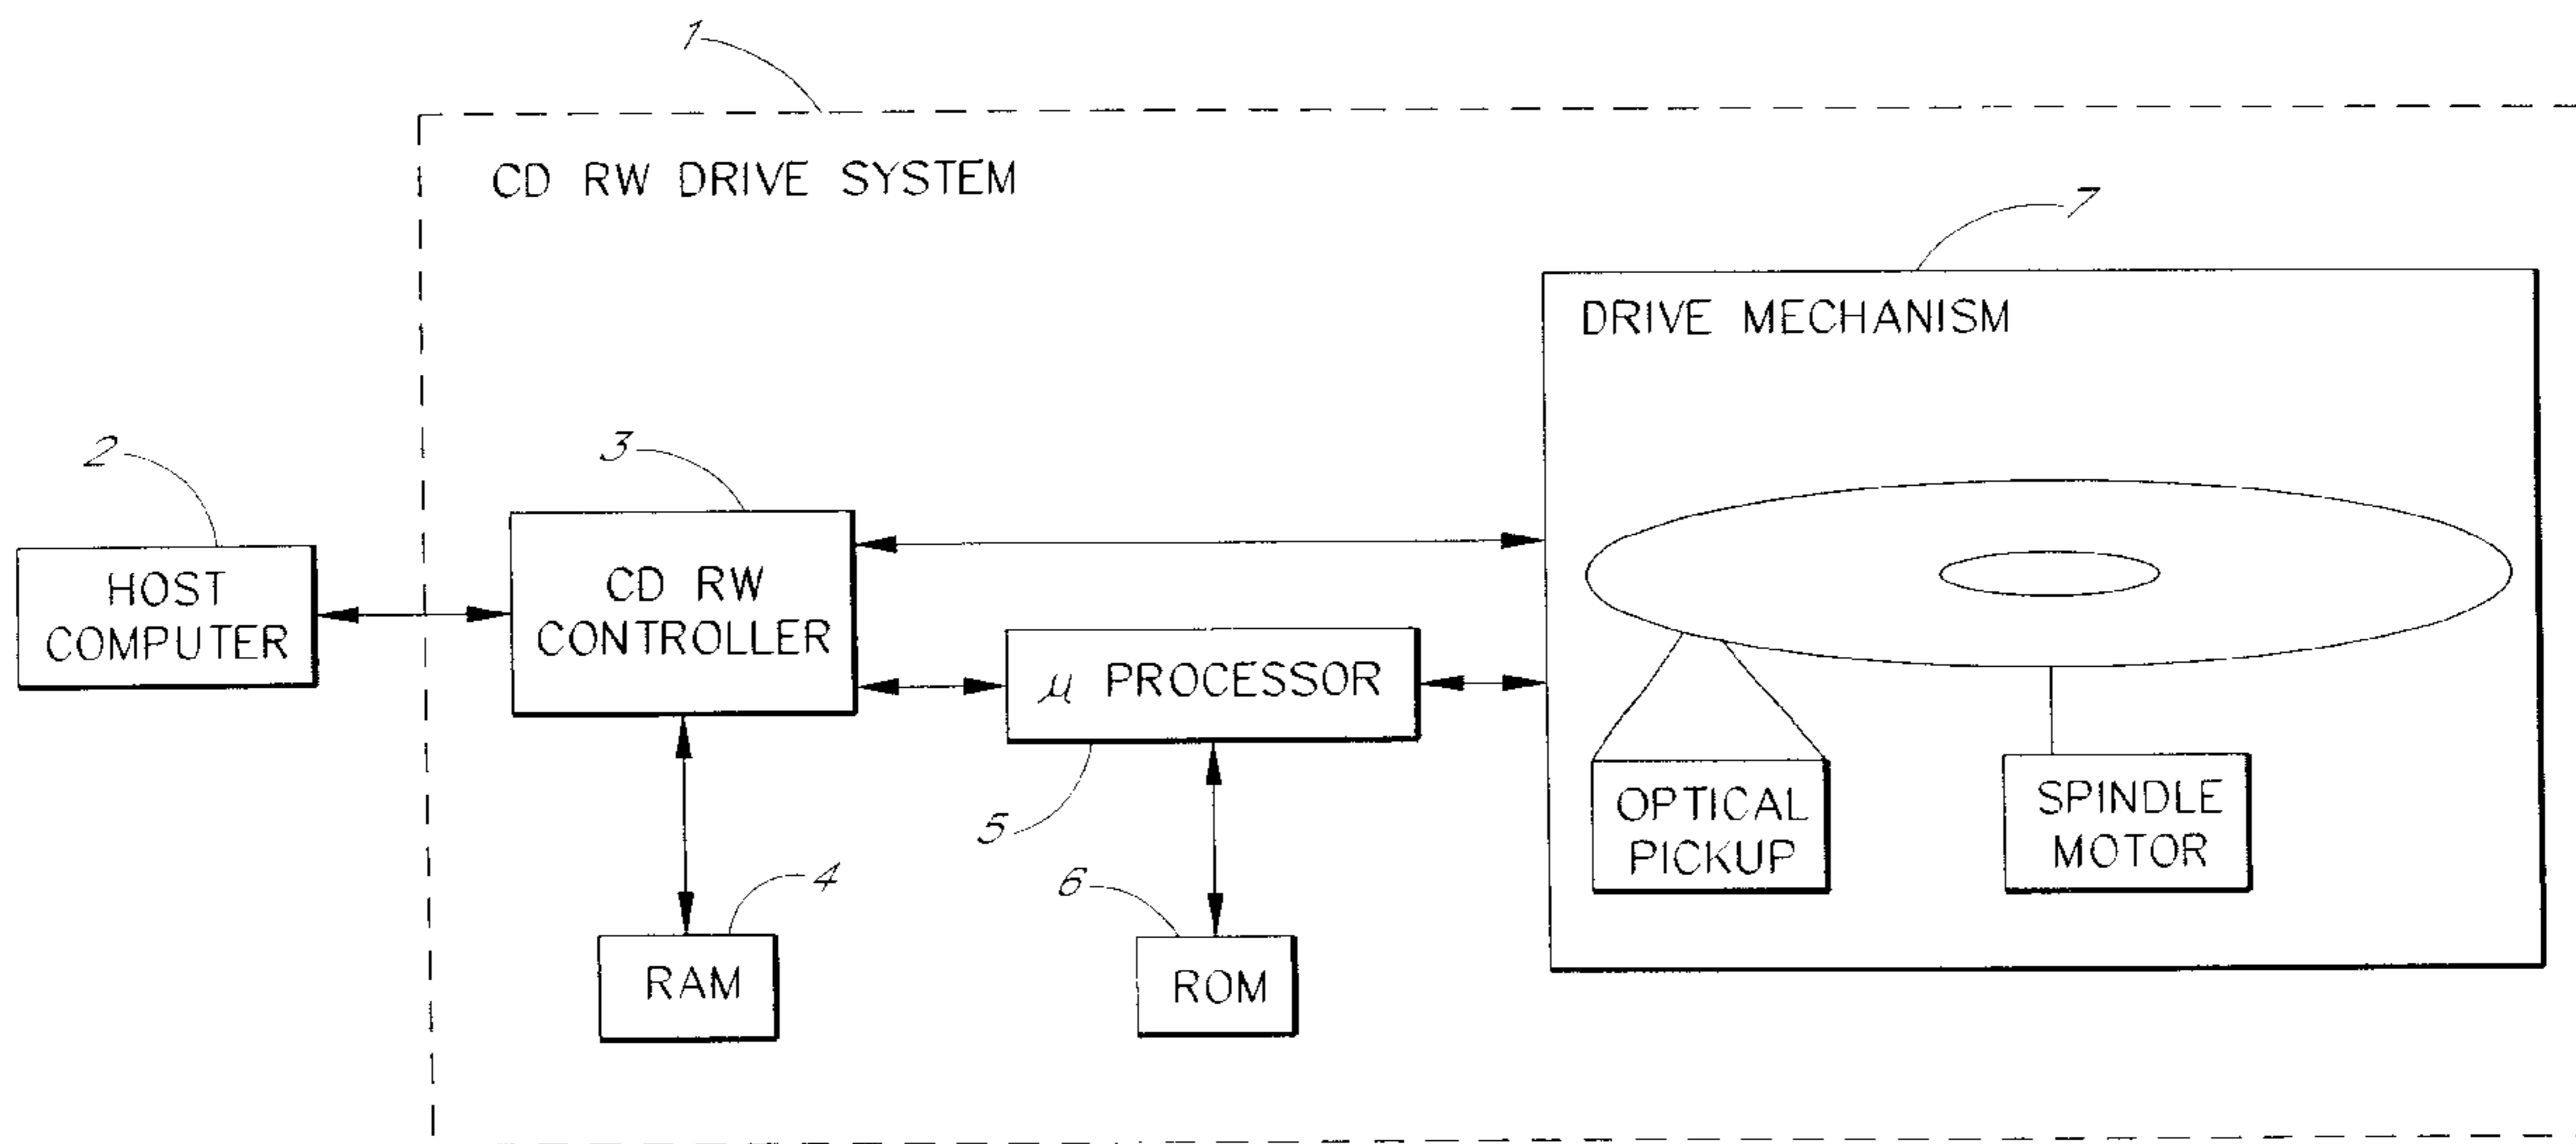 1
CD RW DRIVE SYSTEM
7
DRIVE MECHANISM
2
3
HOST
COMPUTER
CD RW
CONTROLLER
μ PROCESSOR
5
OPTICAL
PICKUP
SPINDLE
MOTOR
4
6
RAM
ROM